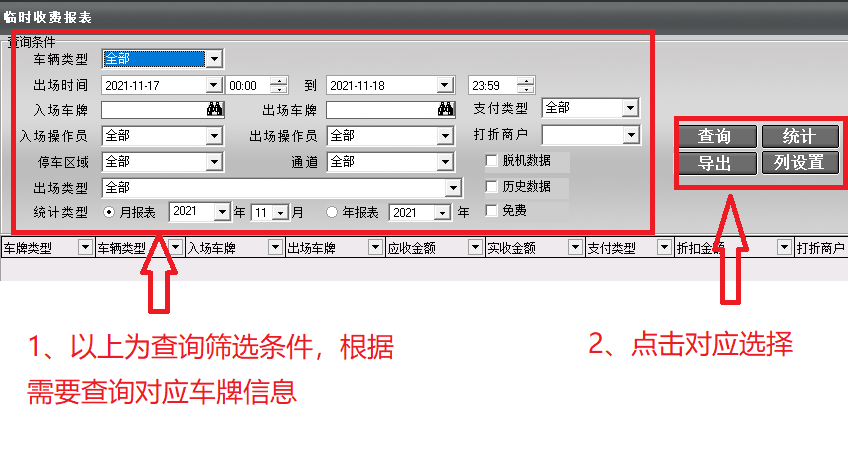 临时收费报表
查询条件
车辆类型 全部
出场时间 2021-11-17 00:00 到 2021-11-18 23:59
入场车牌 出场车牌 支付类型 全部
入场操作员 全部 出场操作员 全部 打折商户
停车区域 全部 通道 全部 脱机数据
出场类型 全部 历史数据
统计类型 月报表 2021 年 11 月 年报表 2021 年 免费
查询 统计
导出 列设置
车牌类型 车辆类型 入场车牌 出场车牌 应收金额 实收金额 支付类型 折扣金额 打折商户
1、以上为查询筛选条件，根据
需要查询对应车牌信息
2、点击对应选择